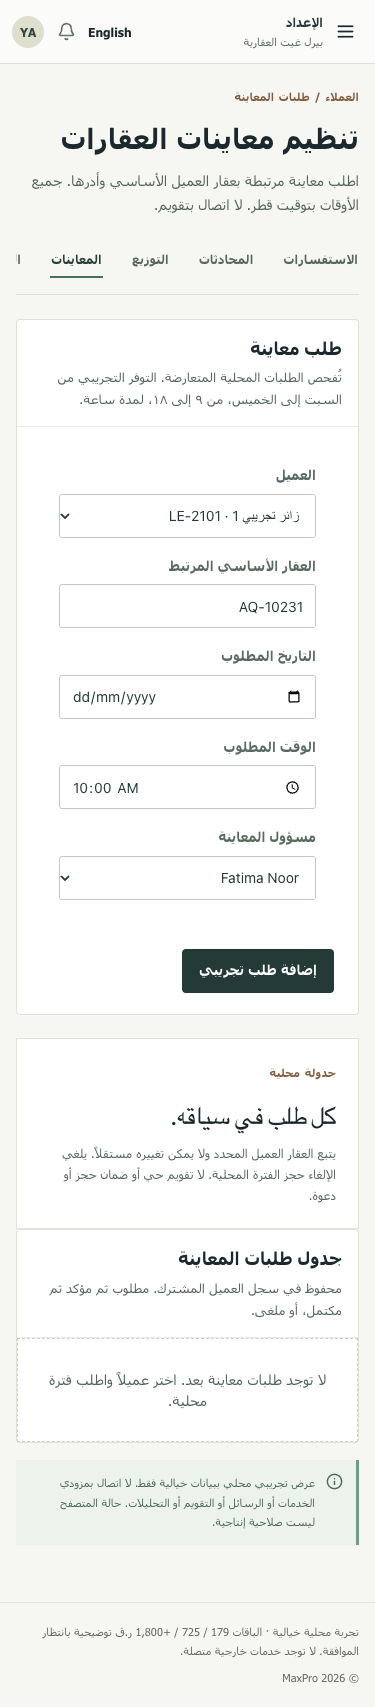 الإعداد
بيرل غيت العقارية
English
YA
العملاء / طلبات المعاينة
تنظيم معاينات العقارات
اطلب معاينة مرتبطة بعقار العميل الأساسي وأدرها. جميع
الأوقات بتوقيت قطر. لا اتصال بتقويم.
الاستفسارات
المحادثات
التوزيع
المعاينات
طلب معاينة
تُفحص الطلبات المحلية المتعارضة. التوفر التجريبي من
السبت إلى الخميس، من ٩ إلى ١٨، لمدة ساعة.
العميل
زائر تجريبي 1 · LE-2101
العقار الأساسي المرتبط
AQ-10231
التاريخ المطلوب
dd/mm/yyyy
الوقت المطلوب
10:00 AM
مسؤول المعاينة
Fatima Noor
إضافة طلب تجريبي
جدولة محلية
كل طلب في سياقه.
يتبع العقار العميل المحدد ولا يمكن تغييره مستقلاً. يلغي
الإلغاء حجز الفترة المحلية. لا تقويم حي أو ضمان حجز أو
دعوة.
جدول طلبات المعاينة
محفوظ في سجل العميل المشترك. مطلوب ثم مؤكد ثم
مكتمل، أو ملغى.
لا توجد طلبات معاينة بعد. اختر عميلاً واطلب فترة
محلية.
عرض تجريبي محلي ببيانات خيالية فقط. لا اتصال بمزودي
الخدمات أو الرسائل أو التقويم أو التحليلات. حالة المتصفح
ليست صلاحية إنتاجية.
تجربة محلية خيالية · الباقات 179 / 725 / +1,800 ر.ق توضيحية بانتظار
الموافقة. لا توجد خدمات خارجية متصلة.
© 2026 MaxPro